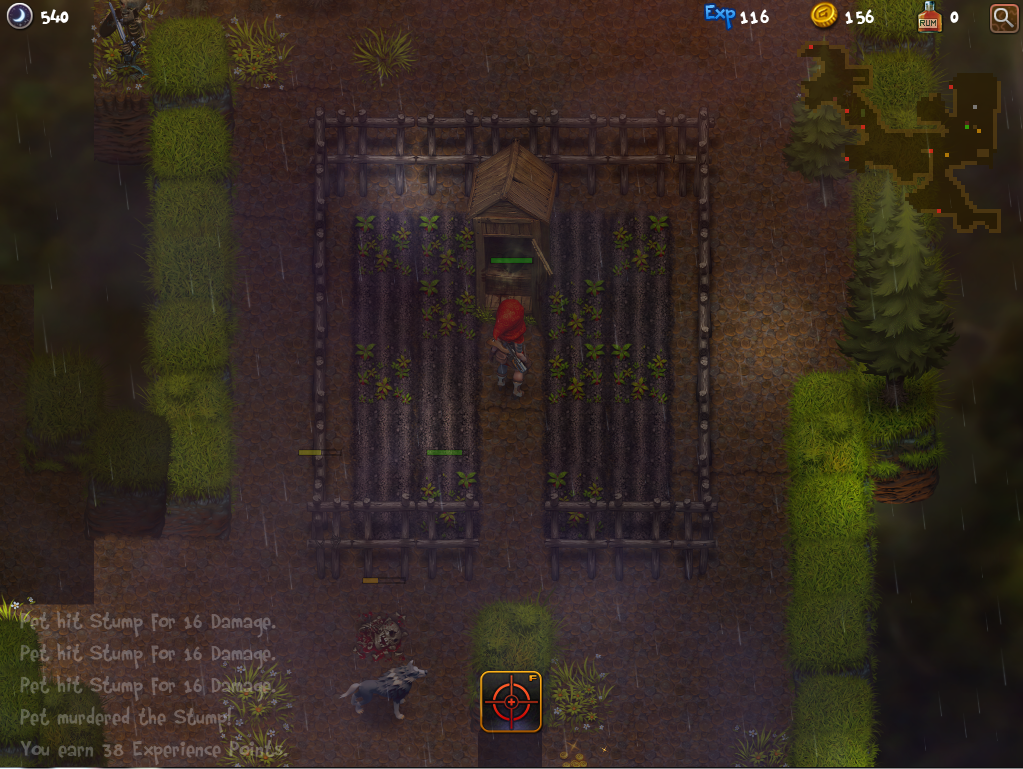 540
Exp 116
156
RUM 0
F
Pet hit Stump For 16 Damage.
Pet hit Stump For 16 Damage.
Pet hit Stump For 16 Damage.
Pet murdered the Stump!
You earn 38 Experience Points.